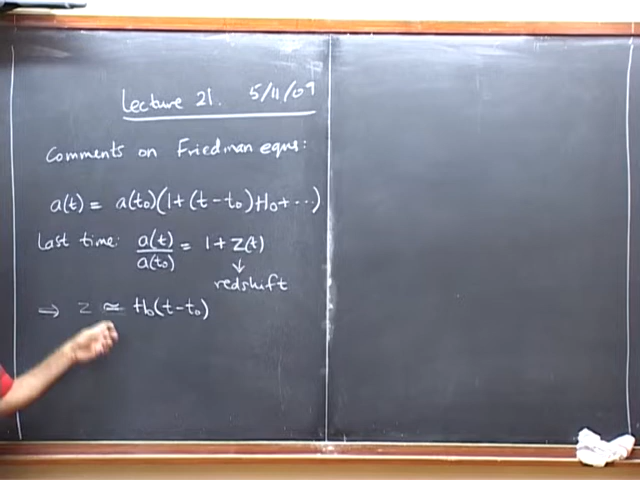 Lecture 21. 5/11/09
Comments on Friedman eqns:
a(t) = a(t₀)(1+(t-t₀)H₀+...)
Last time: a(t)/a(t₀) = 1+z(t)
↓
redshift
⇒ z ≃ H₀(t-t₀)